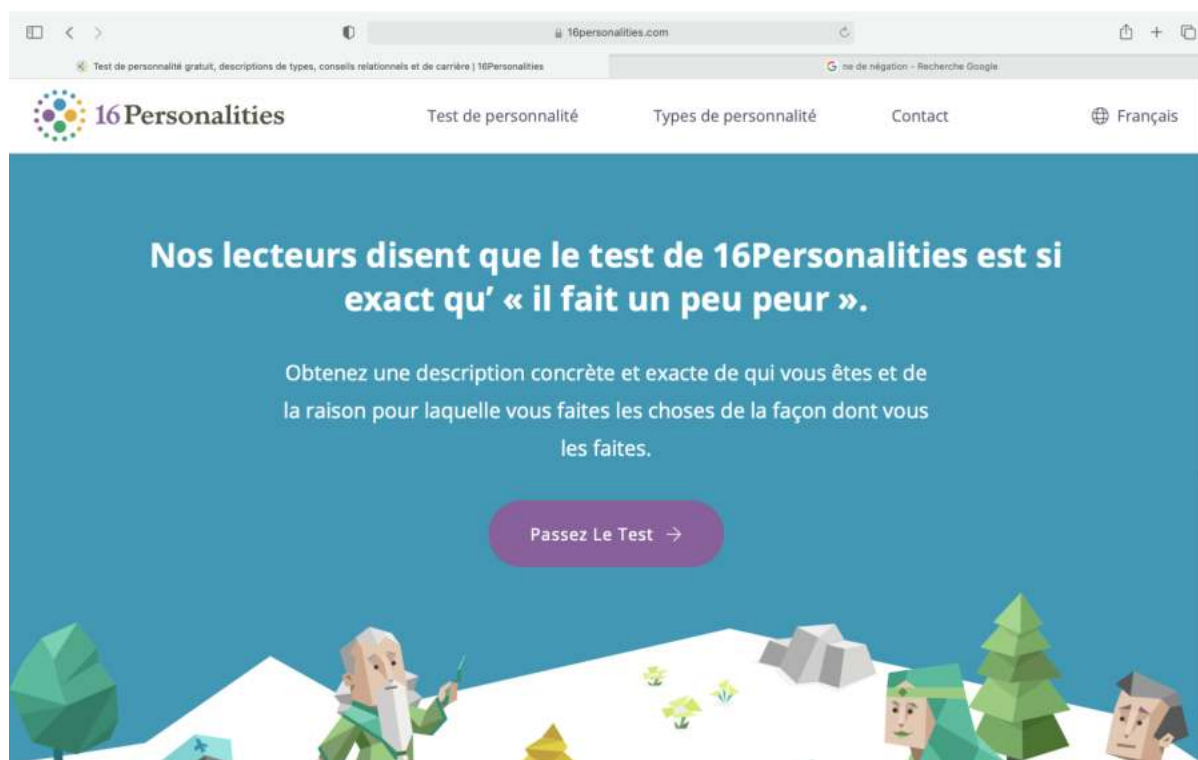 16personalities.com
Test de personnalité gratuit, descriptions de types, conseils relationnels et de carrière | 16Personalities
ne de négation - Recherche Google
16 Personalities
Test de personnalité
Types de personnalité
Contact
Français
Nos lecteurs disent que le test de 16Personalities est si
exact qu’ « il fait un peu peur ».
Obtenez une description concrète et exacte de qui vous êtes et de
la raison pour laquelle vous faites les choses de la façon dont vous
les faites.
Passez Le Test →